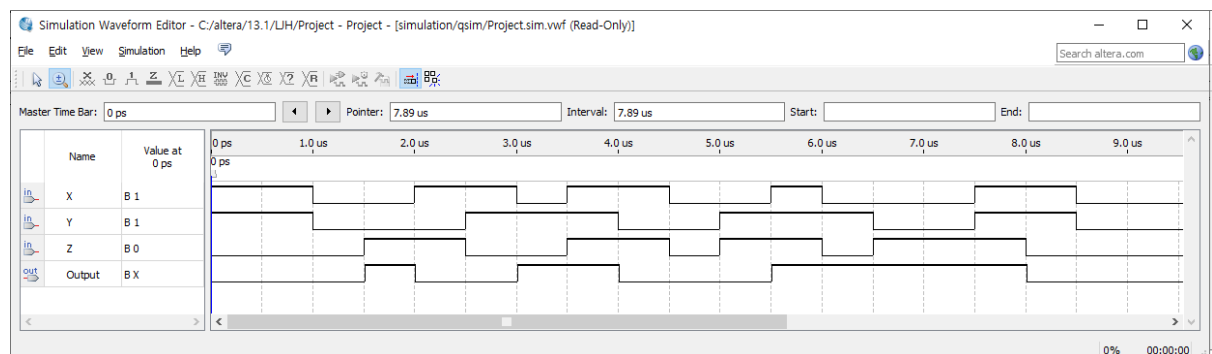 Simulation Waveform Editor - C:/altera/13.1/LJH/Project - Project - [simulation/qsim/Project.sim.vwf (Read-Only)]
File Edit View Simulation Help
Search altera.com
Master Time Bar: 0 ps Pointer: 7.89 us Interval: 7.89 us Start: End:
Name Value at 0 ps
0 ps 1.0 us 2.0 us 3.0 us 4.0 us 5.0 us 6.0 us 7.0 us 8.0 us 9.0 us
0 ps
in X B 1
in Y B 1
in Z B 0
out Output B X
0% 00:00:00